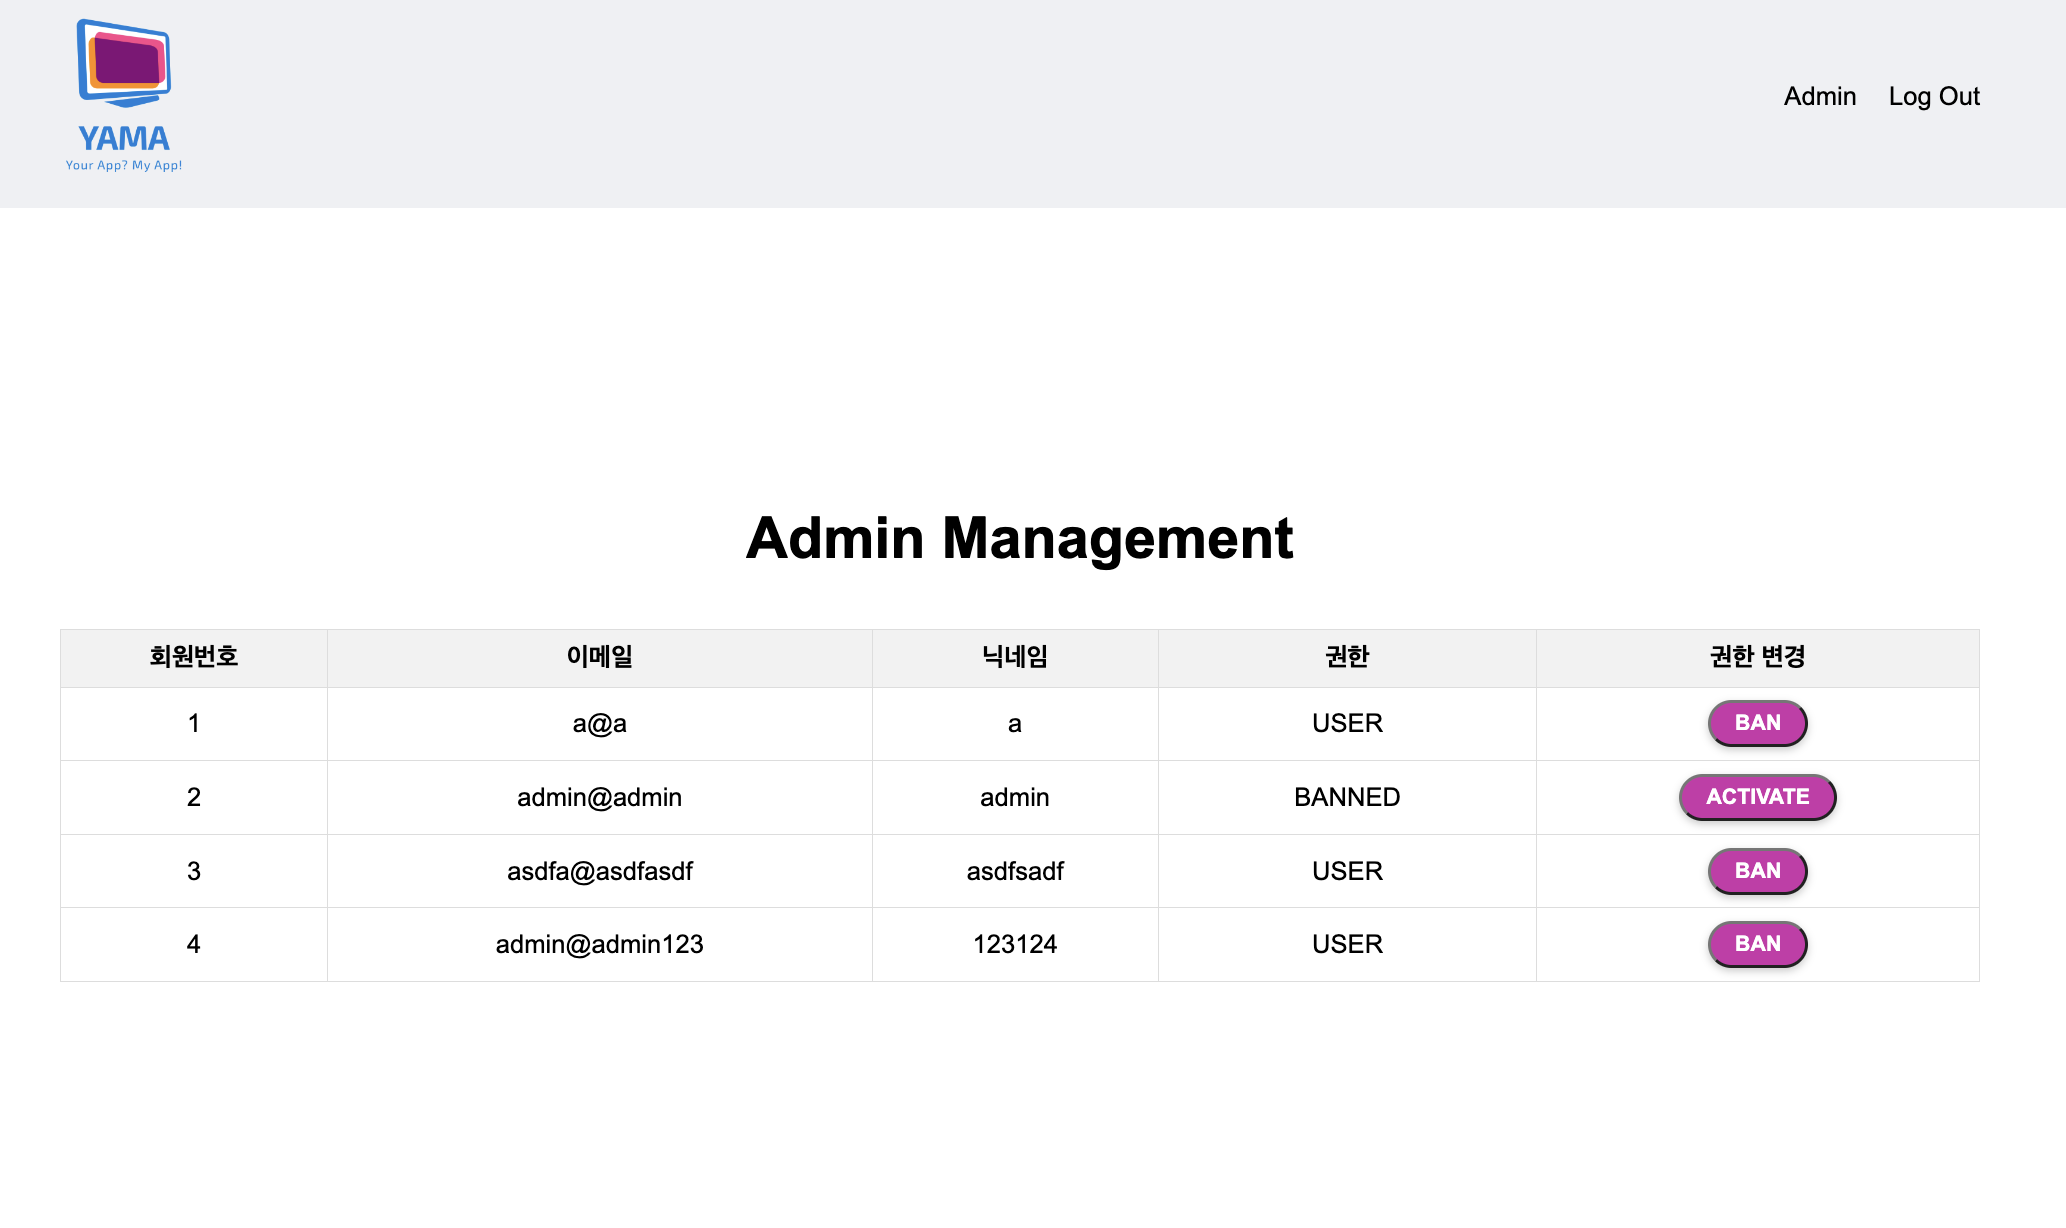 YAMA
Your App? My App!
Admin Log Out
Admin Management
회원번호 이메일 닉네임 권한 권한 변경
1 a@a a USER BAN
2 admin@admin admin BANNED ACTIVATE
3 asdfa@asdfasdf asdfsadf USER BAN
4 admin@admin123 123124 USER BAN